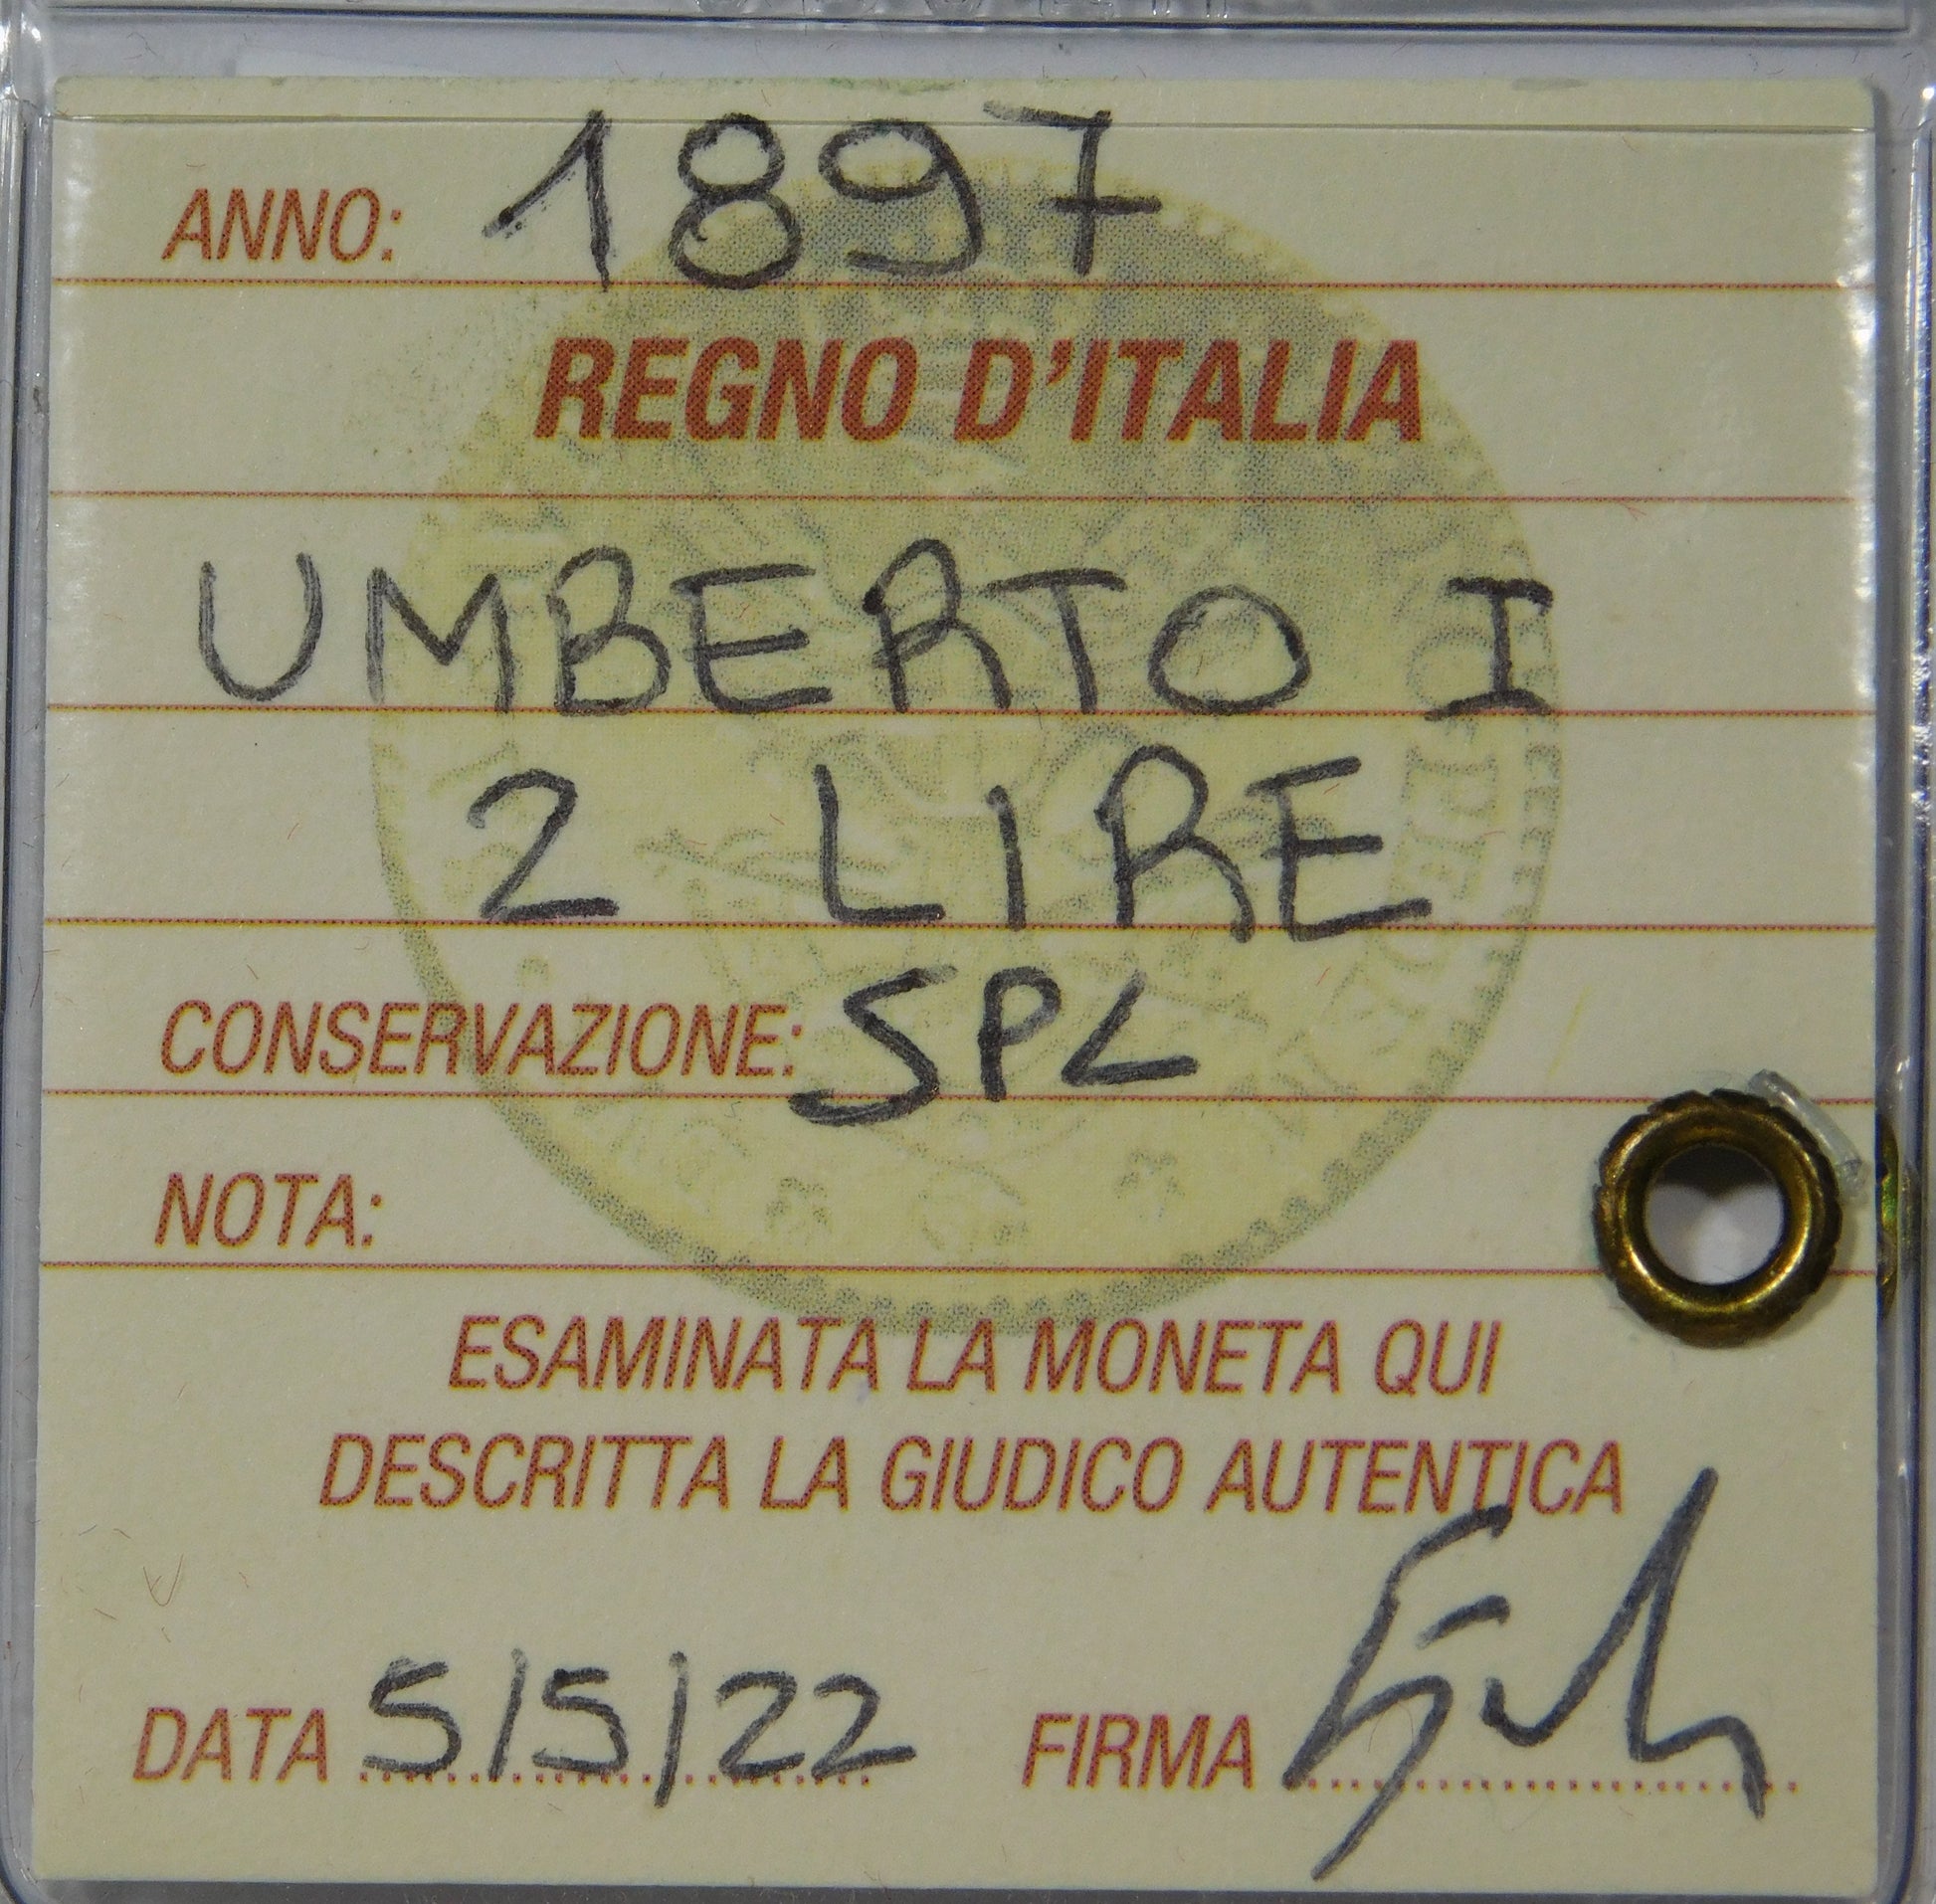 ANNO: 1897
REGNO D'ITALIA
UMBERTO I
2 LIRE
CONSERVAZIONE: SPL
NOTA:
ESAMINATA LA MONETA QUI
DESCRITTA LA GIUDICO AUTENTICA
DATA 5/5/22 FIRMA